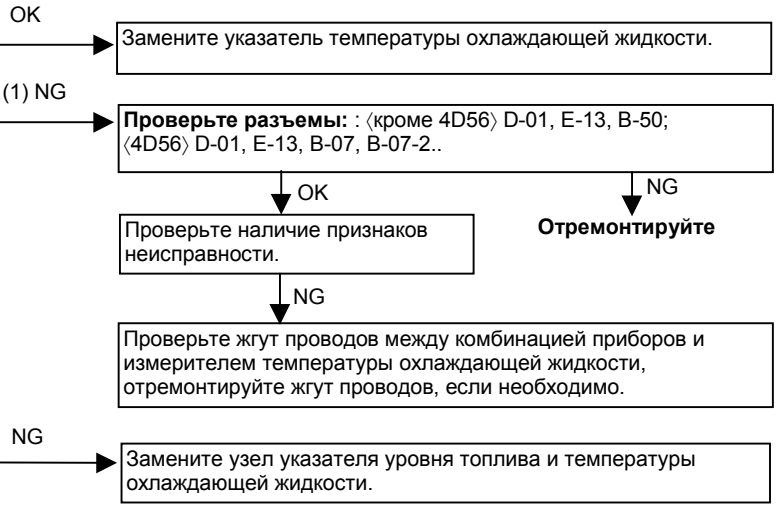 OK
Замените указатель температуры охлаждающей жидкости.
(1) NG
Проверьте разъемы: : 〈кроме 4D56〉 D-01, E-13, B-50;
〈4D56〉 D-01, E-13, B-07, B-07-2..
OK
NG
Проверьте наличие признаков
неисправности.
Отремонтируйте
NG
Проверьте жгут проводов между комбинацией приборов и
измерителем температуры охлаждающей жидкости,
отремонтируйте жгут проводов, если необходимо.
NG
Замените узел указателя уровня топлива и температуры
охлаждающей жидкости.